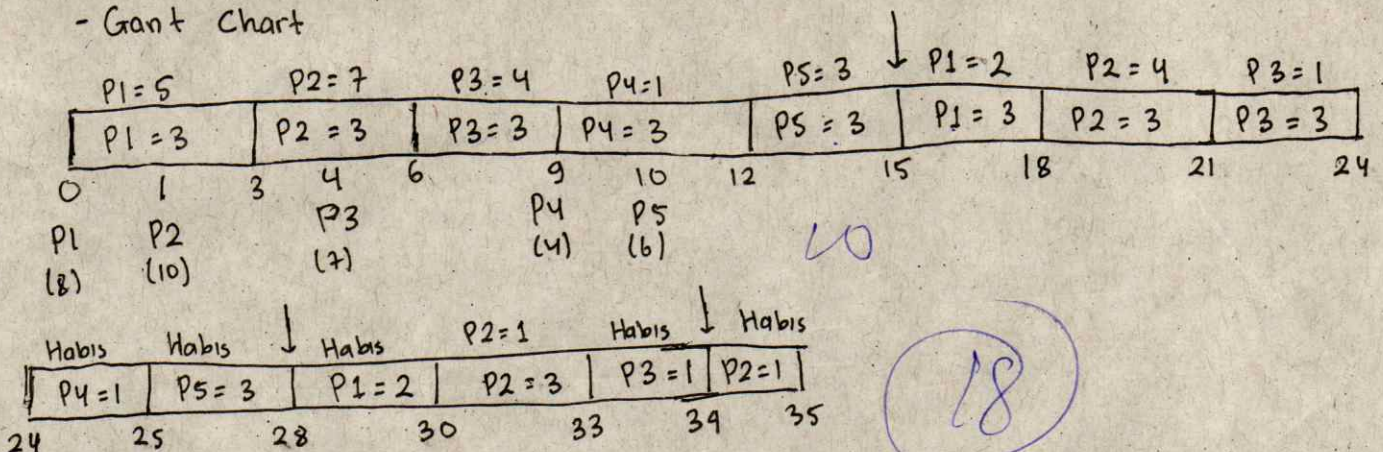 - Gant Chart
P1 = 5 P2 = 7 P3 = 4 P4 = 1 P5 = 3 ↓ P1 = 2 P2 = 4 P3 = 1
P1 = 3 P2 = 3 P3 = 3 P4 = 3 P5 = 3 P1 = 3 P2 = 3 P3 = 3
0 1 3 4 6 9 10 12 15 18 21 24
P1 P2 P3 P4 P5
(8) (10) (7) (4) (6)
10
Habis Habis ↓ Habis P2 = 1 Habis ↓ Habis
P4 = 1 P5 = 3 P1 = 2 P2 = 3 P3 = 1 P2 = 1
24 25 28 30 33 34 35
18